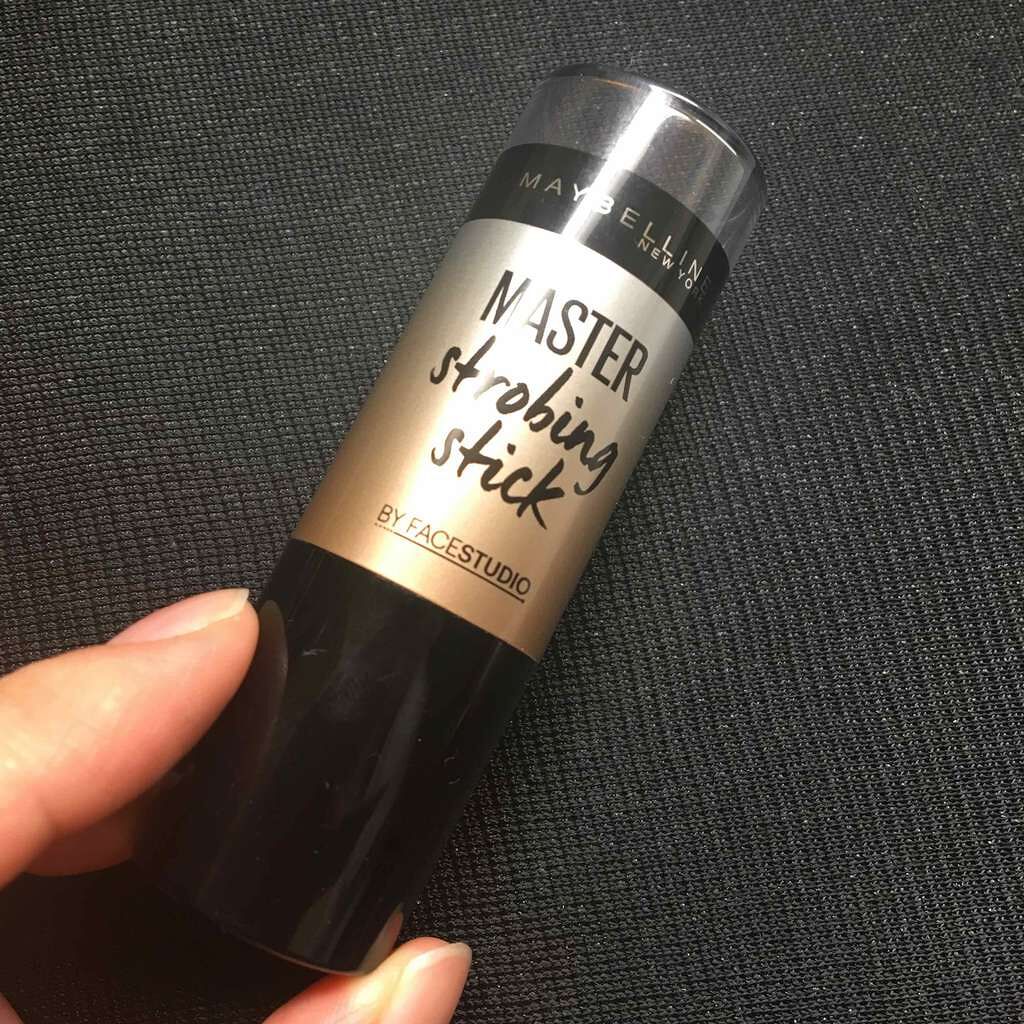 MAYBELLINE
NEW YORK
MASTER
strobing
stick
BY FACESTUDIO